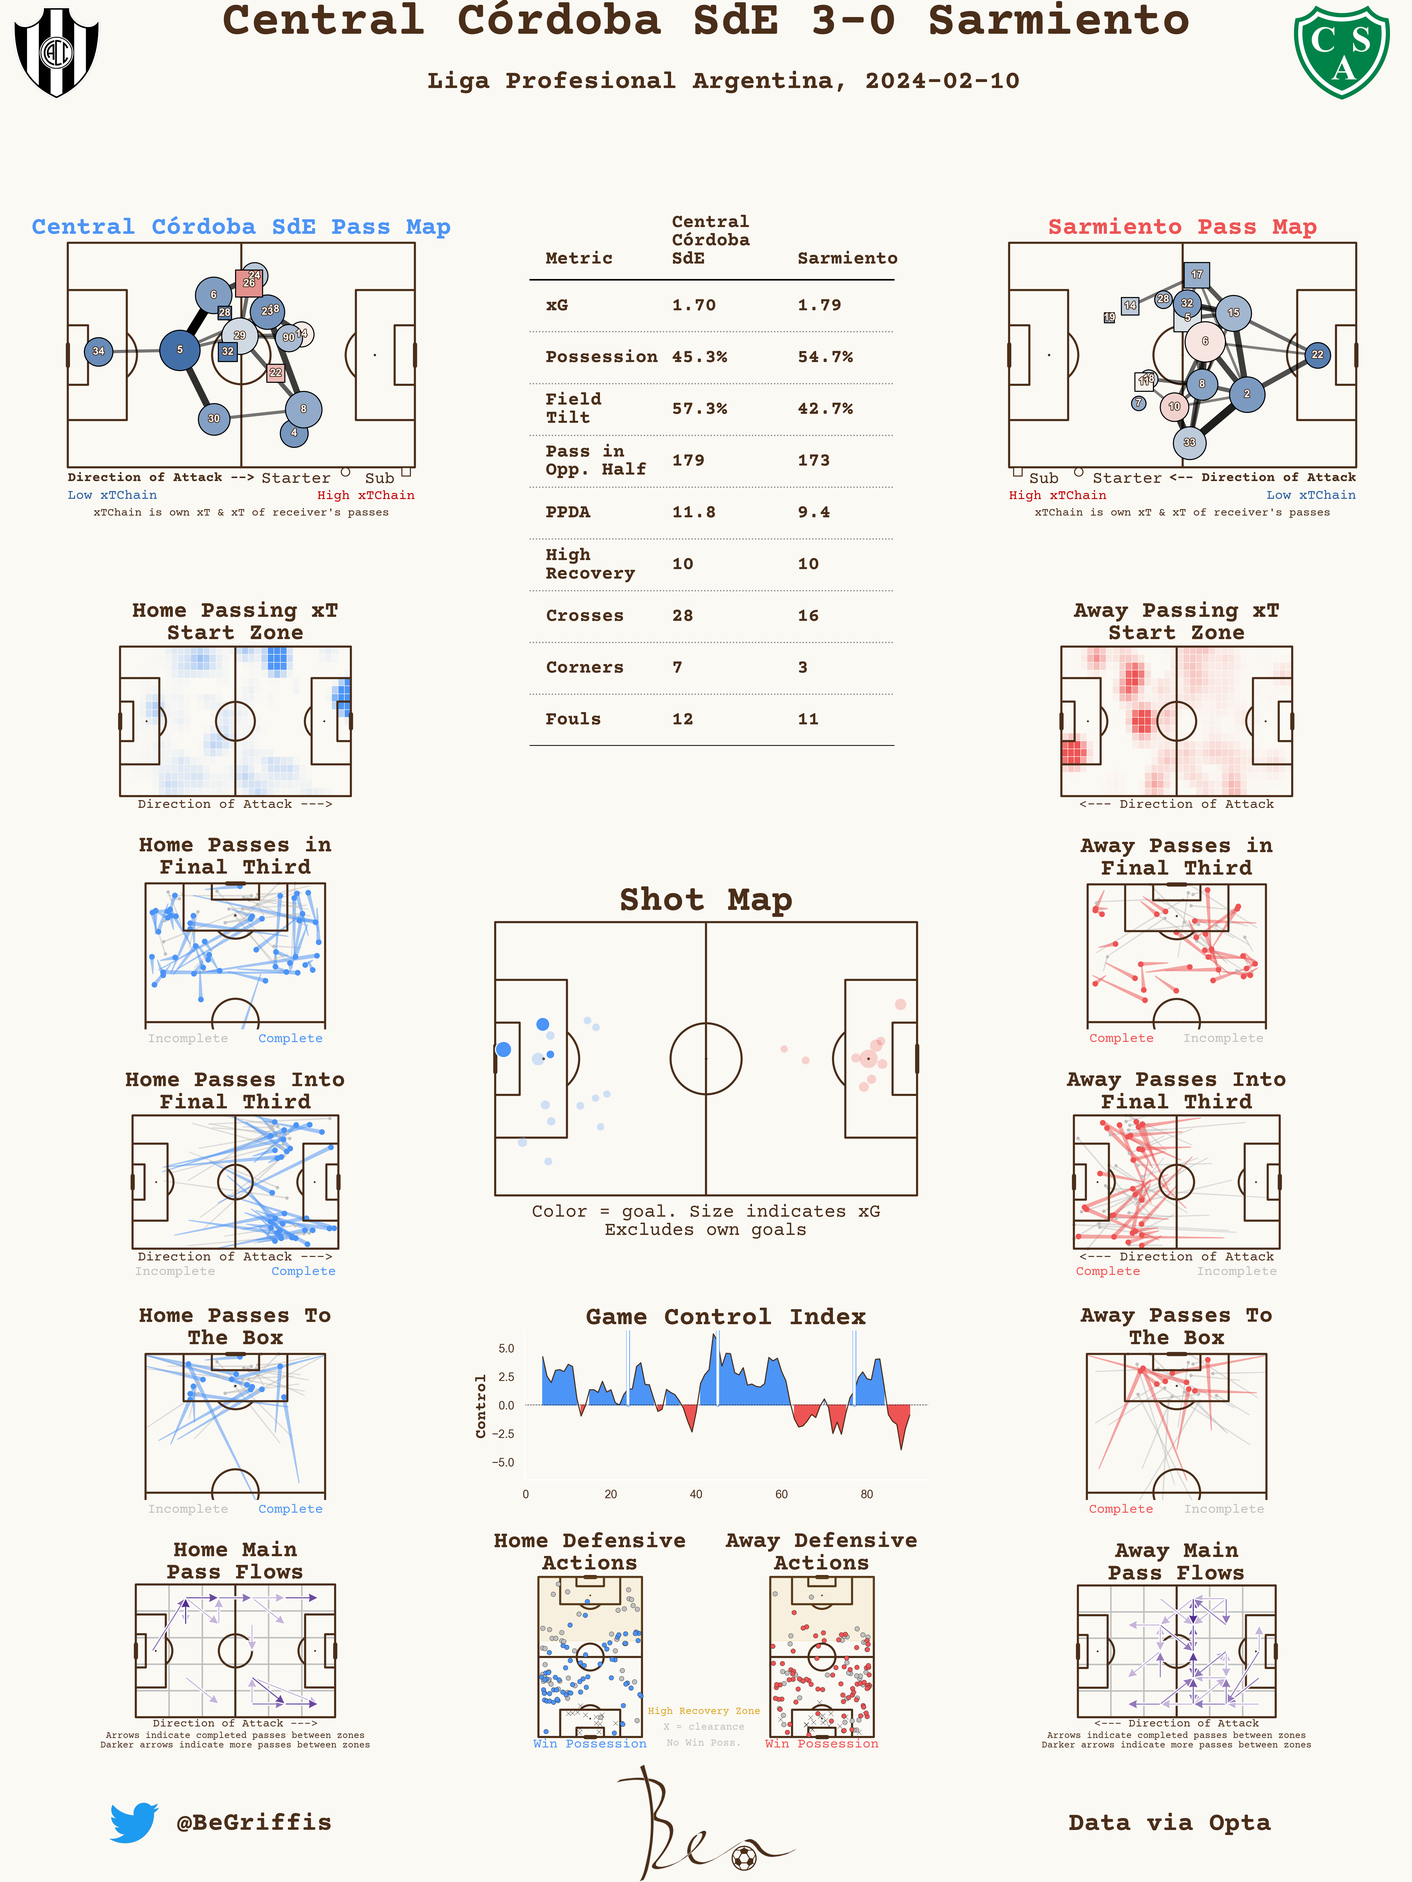 Central Córdoba SdE 3-0 Sarmiento
Liga Profesional Argentina, 2024-02-10
CACC
C S
A
Central Córdoba SdE Pass Map
24
26
6
28
23
14
29
90
34
5
32
22
30
8
4
Direction of Attack --> Starter Sub
Low xTChain High xTChain
xTChain is own xT & xT of receiver's passes
Metric Central Córdoba SdE Sarmiento
xG 1.70 1.79
Possession 45.3% 54.7%
Field Tilt 57.3% 42.7%
Pass in Opp. Half 179 173
PPDA 11.8 9.4
High Recovery 10 10
Crosses 28 16
Corners 7 3
Fouls 12 11
Sarmiento Pass Map
17
28
14
32
19
5
15
6
22
11
8
2
7
10
33
Sub Starter <-- Direction of Attack
High xTChain Low xTChain
xTChain is own xT & xT of receiver's passes
Home Passing xT
Start Zone
Direction of Attack --->
Away Passing xT
Start Zone
<--- Direction of Attack
Home Passes in
Final Third
Incomplete Complete
Away Passes in
Final Third
Complete Incomplete
Shot Map
Color = goal. Size indicates xG
Excludes own goals
Home Passes Into
Final Third
Direction of Attack --->
Incomplete Complete
Away Passes Into
Final Third
<--- Direction of Attack
Complete Incomplete
Home Passes To
The Box
Incomplete Complete
Game Control Index
Control
5.0
2.5
0.0
−2.5
−5.0
0 20 40 60 80
Away Passes To
The Box
Complete Incomplete
Home Main
Pass Flows
Direction of Attack --->
Arrows indicate completed passes between zones
Darker arrows indicate more passes between zones
Home Defensive
Actions
Win Possession
High Recovery Zone
X = clearance
No Win Poss.
Away Defensive
Actions
Win Possession
Away Main
Pass Flows
<--- Direction of Attack
Arrows indicate completed passes between zones
Darker arrows indicate more passes between zones
@BeGriffis
Ben
Data via Opta